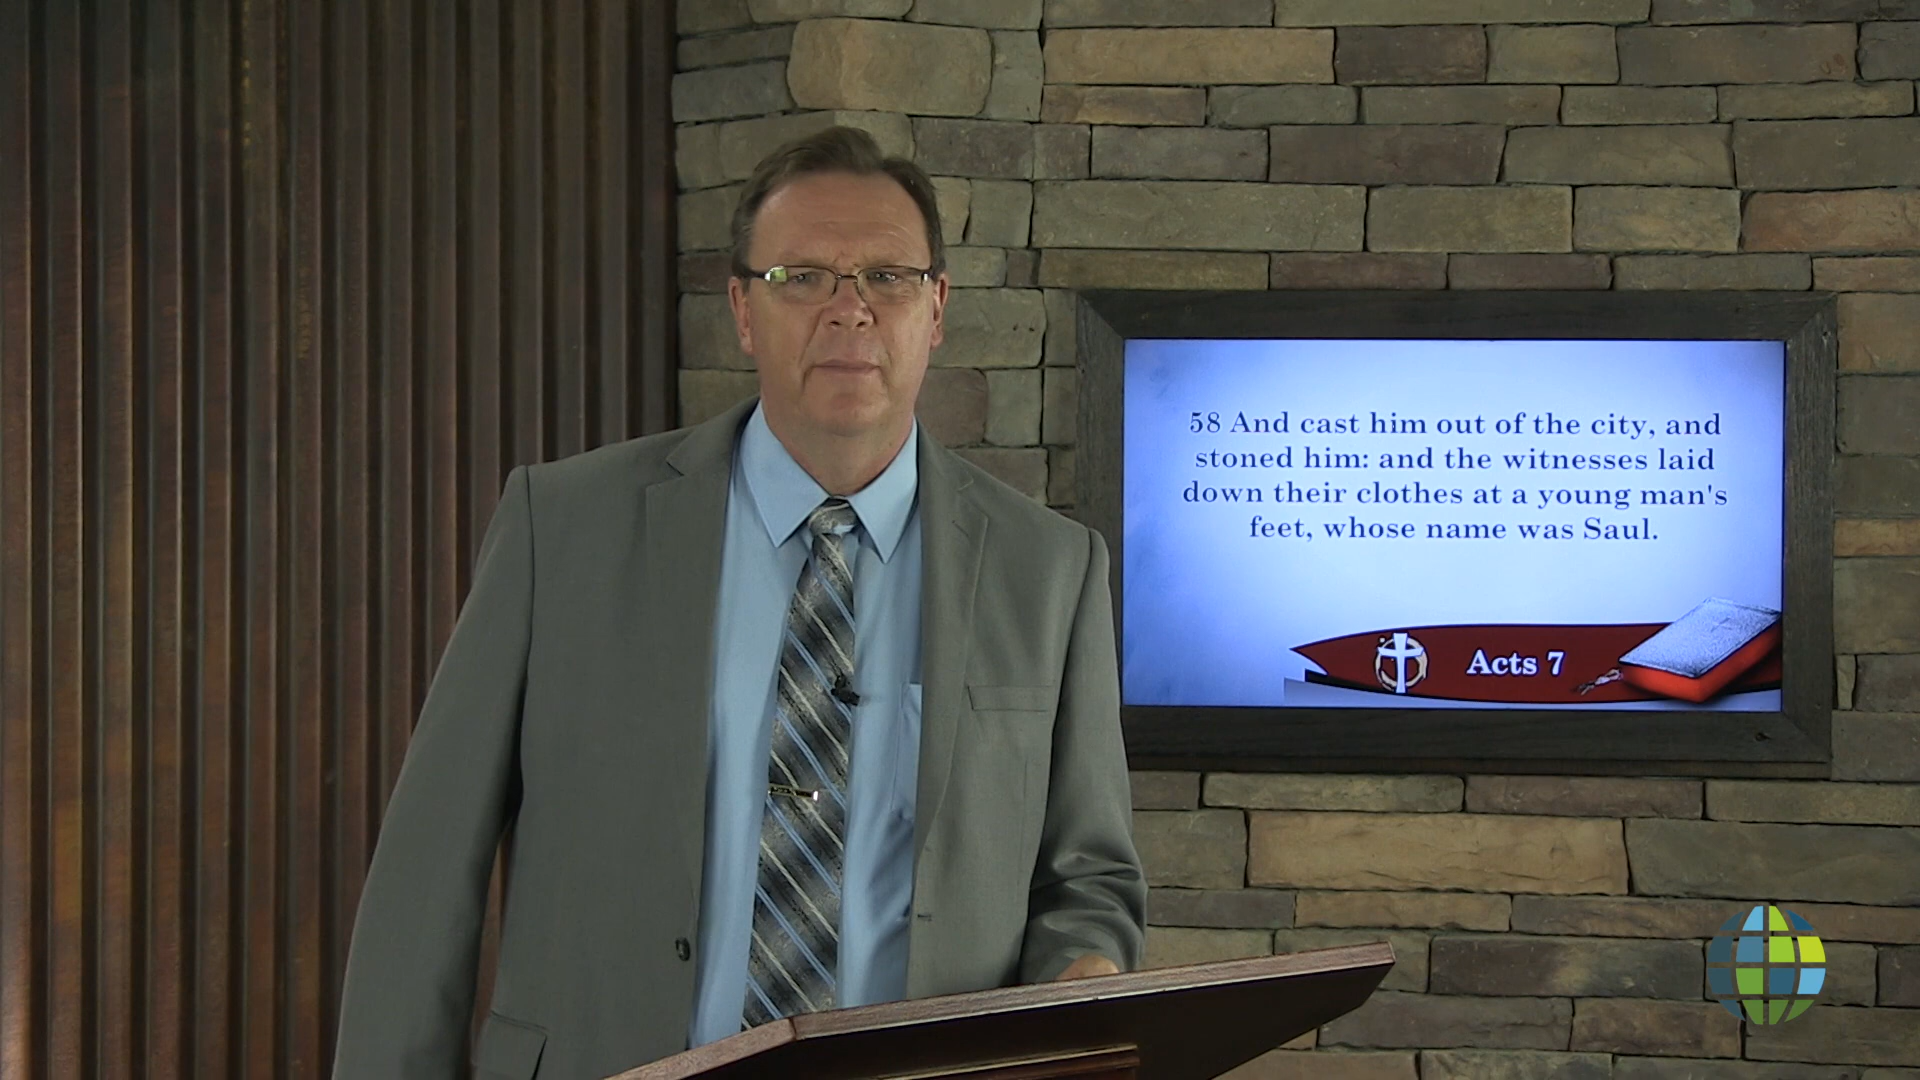 58 And cast him out of the city, and
stoned him: and the witnesses laid
down their clothes at a young man's
feet, whose name was Saul.
Acts 7